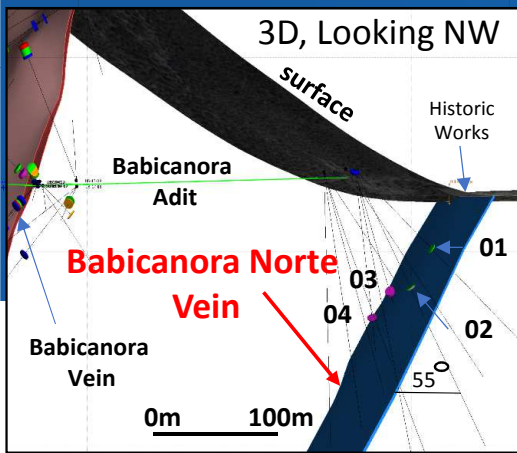 3D, Looking NW
surface
Historic
Works
Babicanora
Adit
01
Babicanora Norte
Vein
03
04
02
Babicanora
Vein
55
o
0m 100m